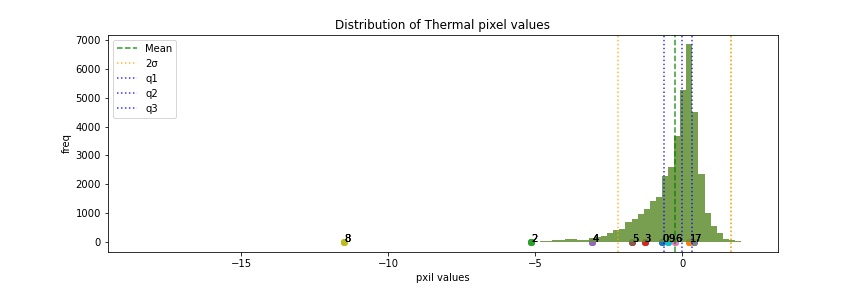 Distribution of Thermal pixel values
7000
6000
5000
4000
3000
2000
1000
0
freq
Mean
2σ
q1
q2
q3
8
2
4
5
3
0
9
6
1
7
−15
−10
−5
0
pxil values